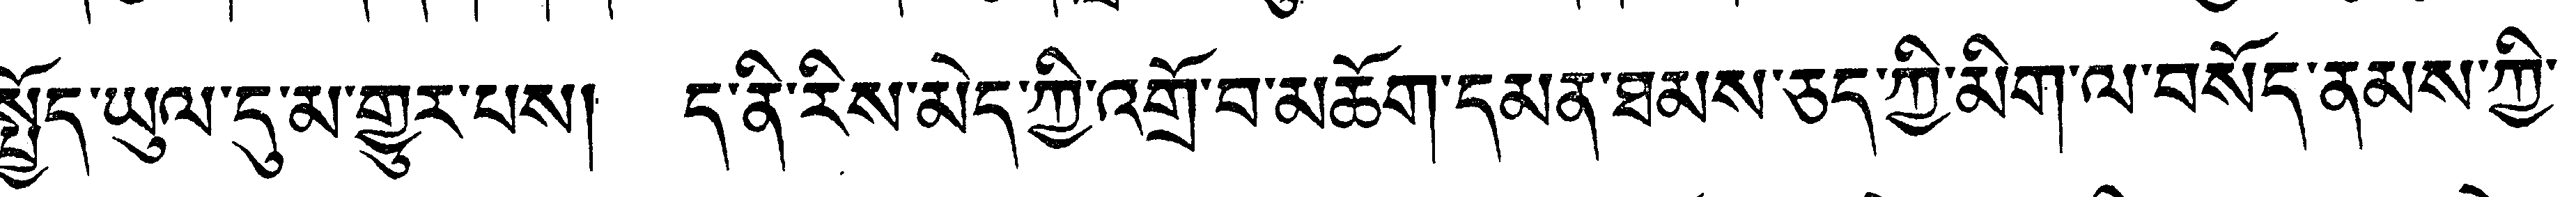 སྤྱོད་ཡུལ་དུ་མ་གྱུར་པས། ད་ནི་རིས་མེད་ཀྱི་འགྲོ་བ་མཆོག་དམན་ཐམས་ཅད་ཀྱི་མིག་ལ་བསོད་ནམས་ཀྱི་